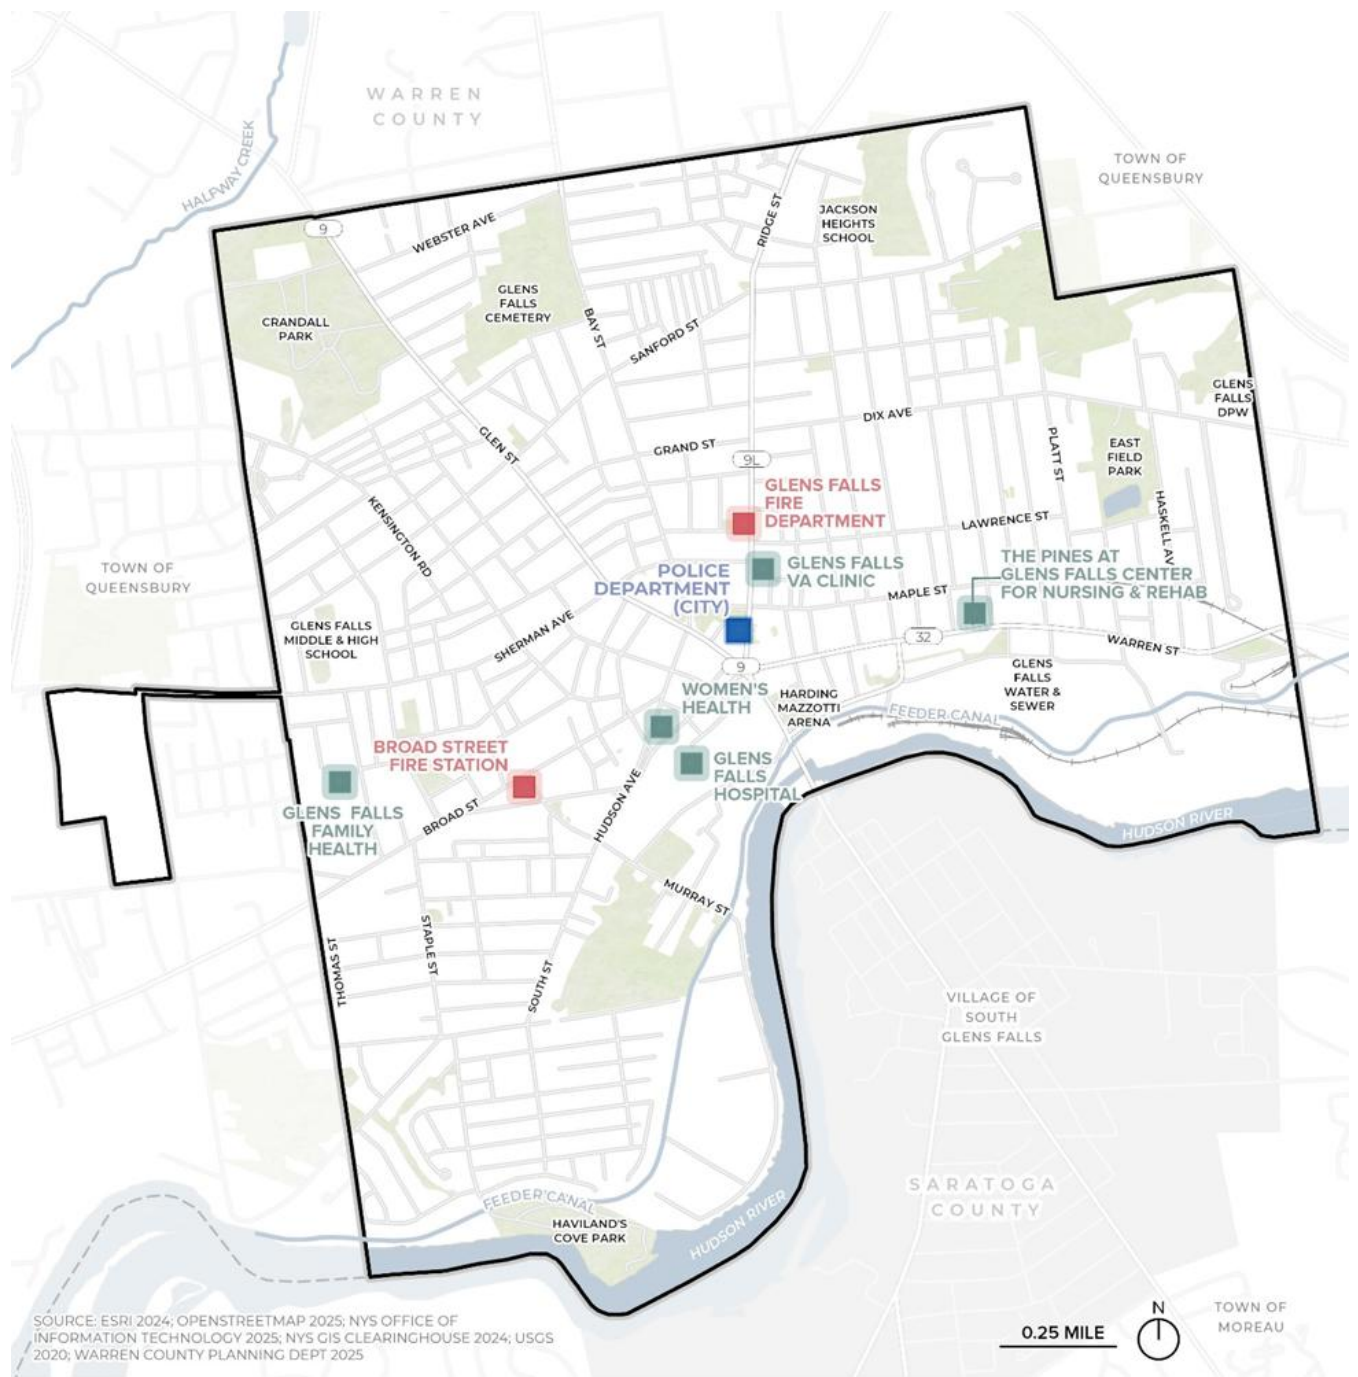 WARREN
COUNTY
HALFWAY CREEK
TOWN OF
QUEENSBURY
9
WEBSTER AVE
RIDGE ST
JACKSON
HEIGHTS
SCHOOL
GLENS
FALLS
CEMETERY
CRANDALL
PARK
BAY ST
SANFORD ST
GLENS
FALLS
DPW
DIX AVE
GLEN ST
GRAND ST
PLATT ST
EAST
FIELD
PARK
9L
KENSINGTON RD
GLENS FALLS
FIRE
DEPARTMENT
LAWRENCE ST
HASKELL AV
TOWN OF
QUEENSBURY
POLICE
DEPARTMENT
(CITY)
GLENS FALLS
VA CLINIC
MAPLE ST
THE PINES AT
GLENS FALLS CENTER
FOR NURSING & REHAB
GLENS FALLS
MIDDLE & HIGH
SCHOOL
SHERMAN AVE
32
WARREN ST
9
GLENS
FALLS
WATER &
SEWER
WOMEN'S
HEALTH
HARDING
MAZZOTTI
ARENA
FEEDER CANAL
BROAD STREET
FIRE STATION
GLENS
FALLS
HOSPITAL
GLENS FALLS
FAMILY
HEALTH
BROAD ST
HUDSON AVE
HUDSON RIVER
MURRAY ST
THOMAS ST
STAPLE ST
SOUTH ST
VILLAGE OF
SOUTH
GLENS FALLS
SARATOGA
COUNTY
FEEDER CANAL
HAVILAND'S
COVE PARK
HUDSON RIVER
SOURCE: ESRI 2024; OPENSTREETMAP 2025; NYS OFFICE OF
INFORMATION TECHNOLOGY 2025; NYS GIS CLEARINGHOUSE 2024; USGS
2020; WARREN COUNTY PLANNING DEPT 2025
0.25 MILE
N
TOWN OF
MOREAU